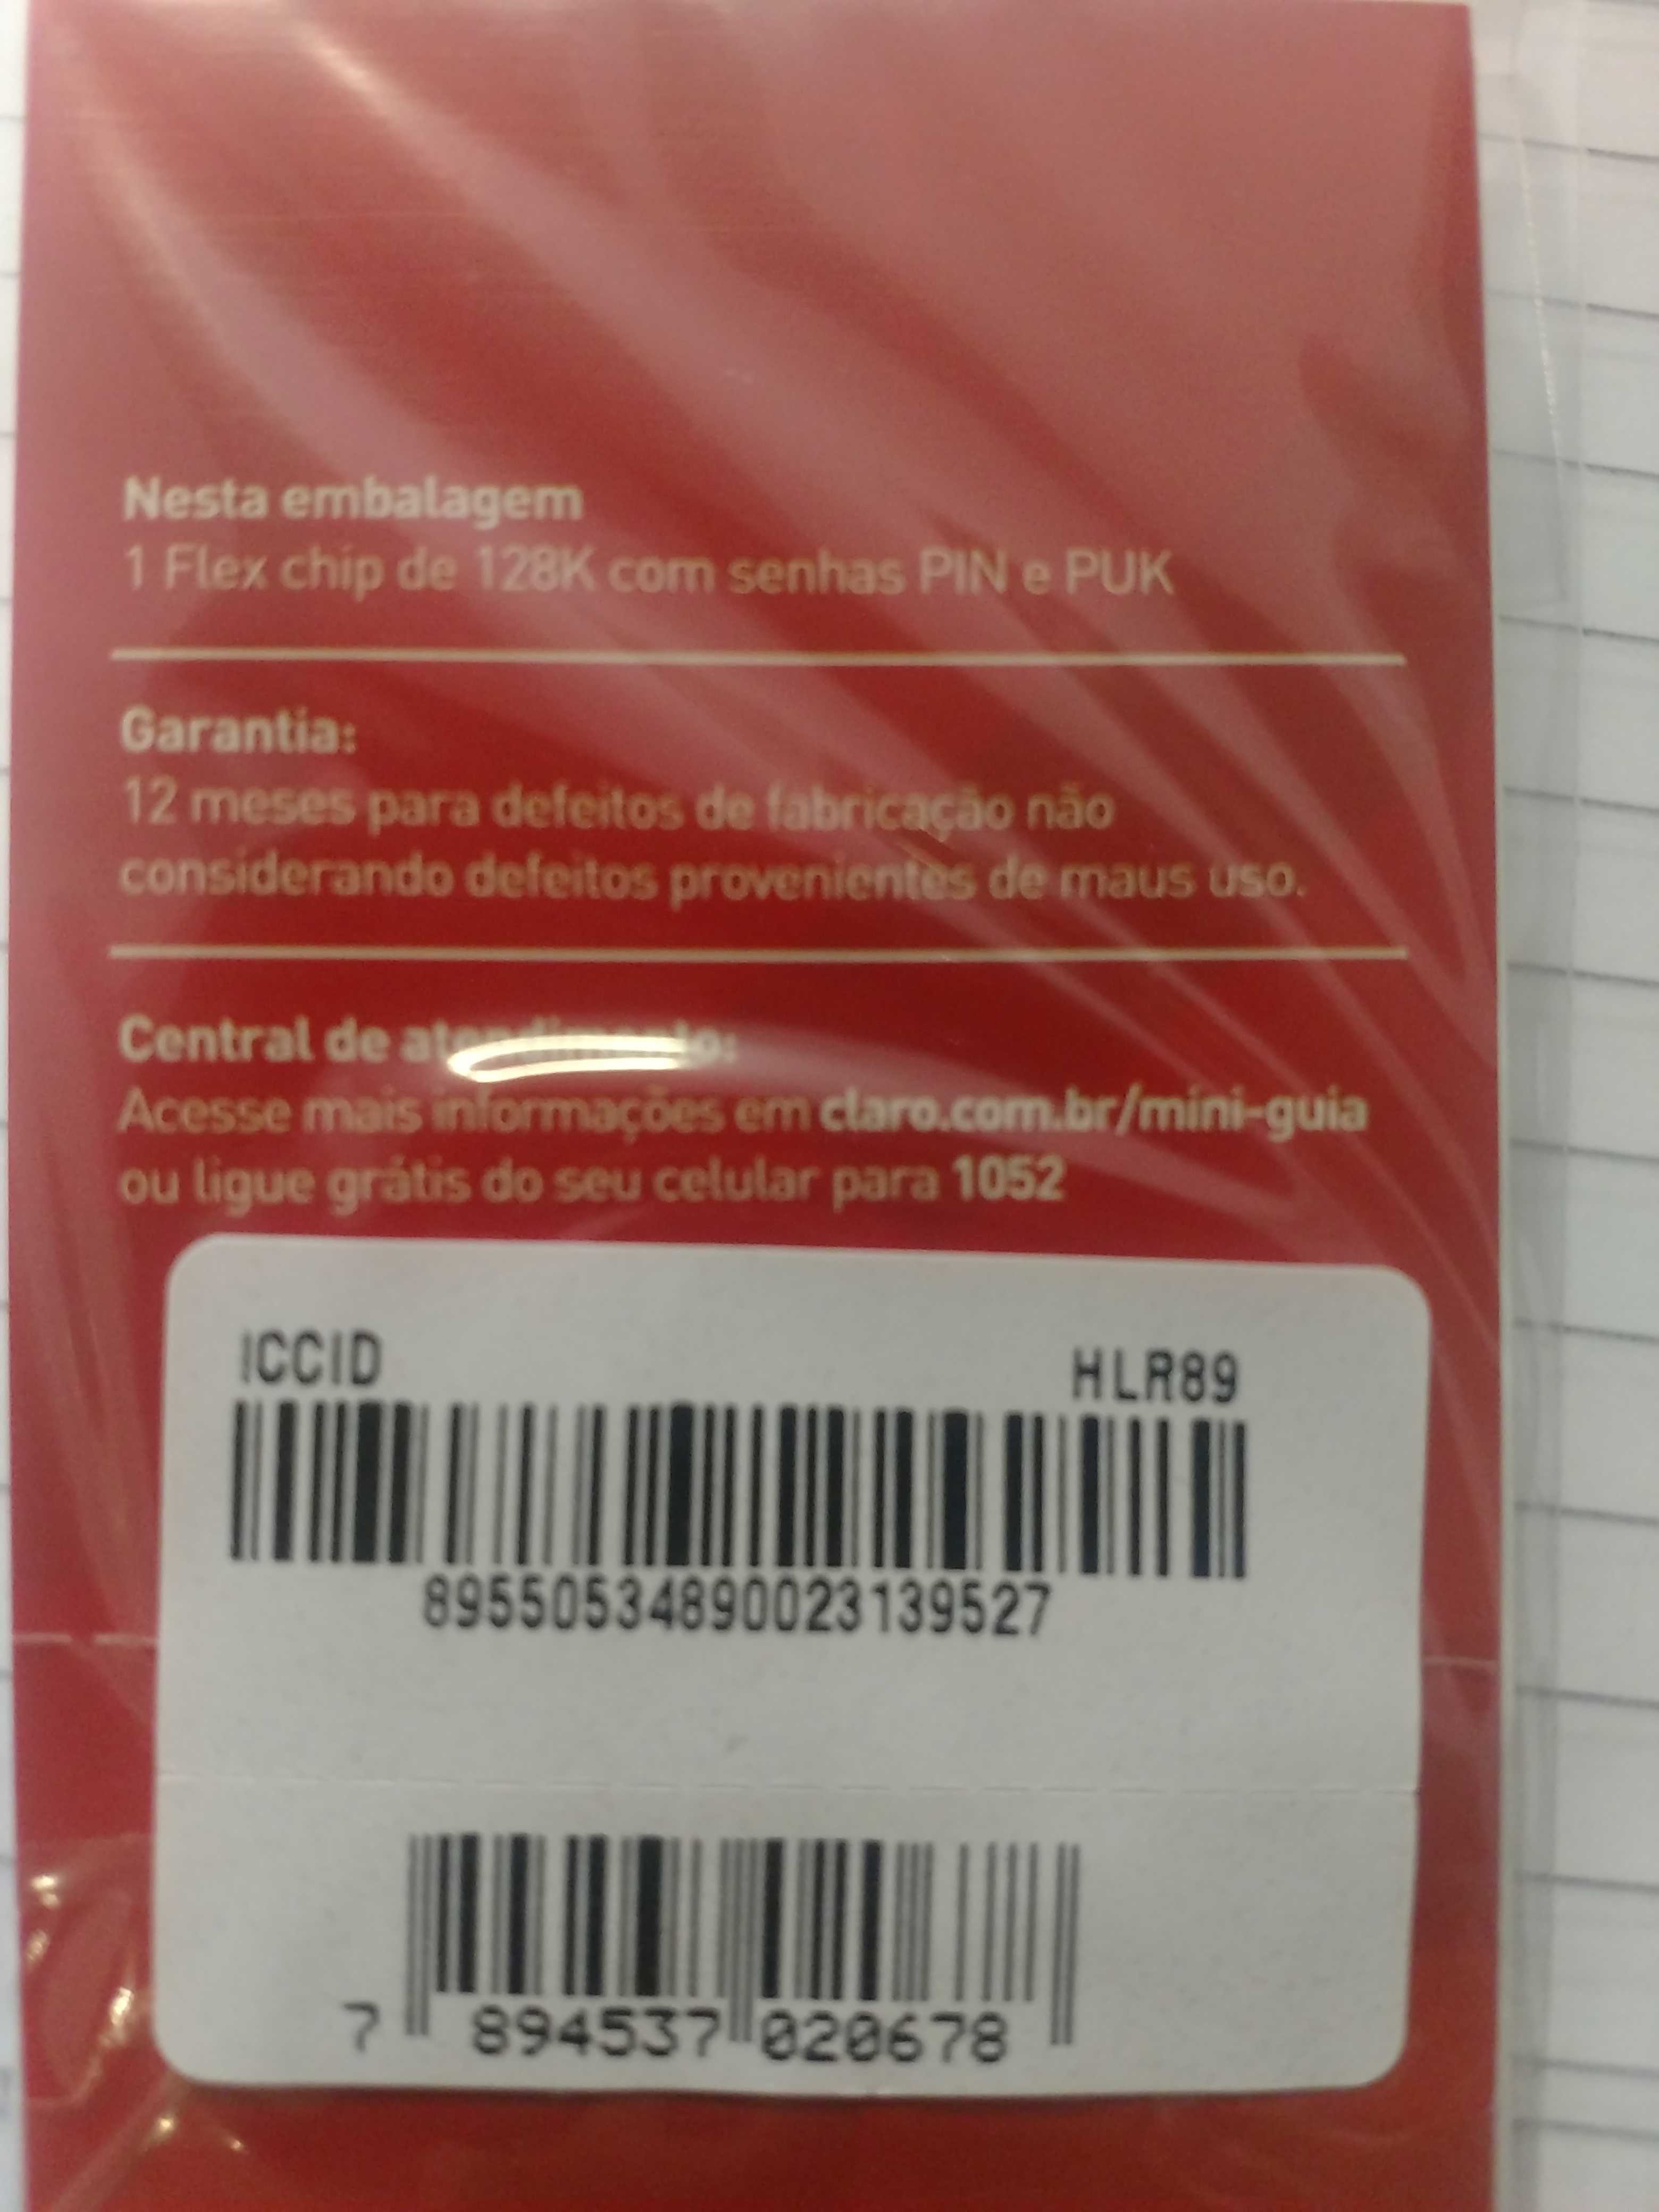 Nesta embalagem
1 Flex chip de 128K com senhas PIN e PUK
Garantia:
12 meses para defeitos de fabricação não
considerando defeitos provenientes de maus uso.
Central de atendimento:
Acesse mais informações em claro.com.br/mini-guia
ou ligue grátis do seu celular para 1052
ICCID HLR89
89550534890023139527
7 894537 020678